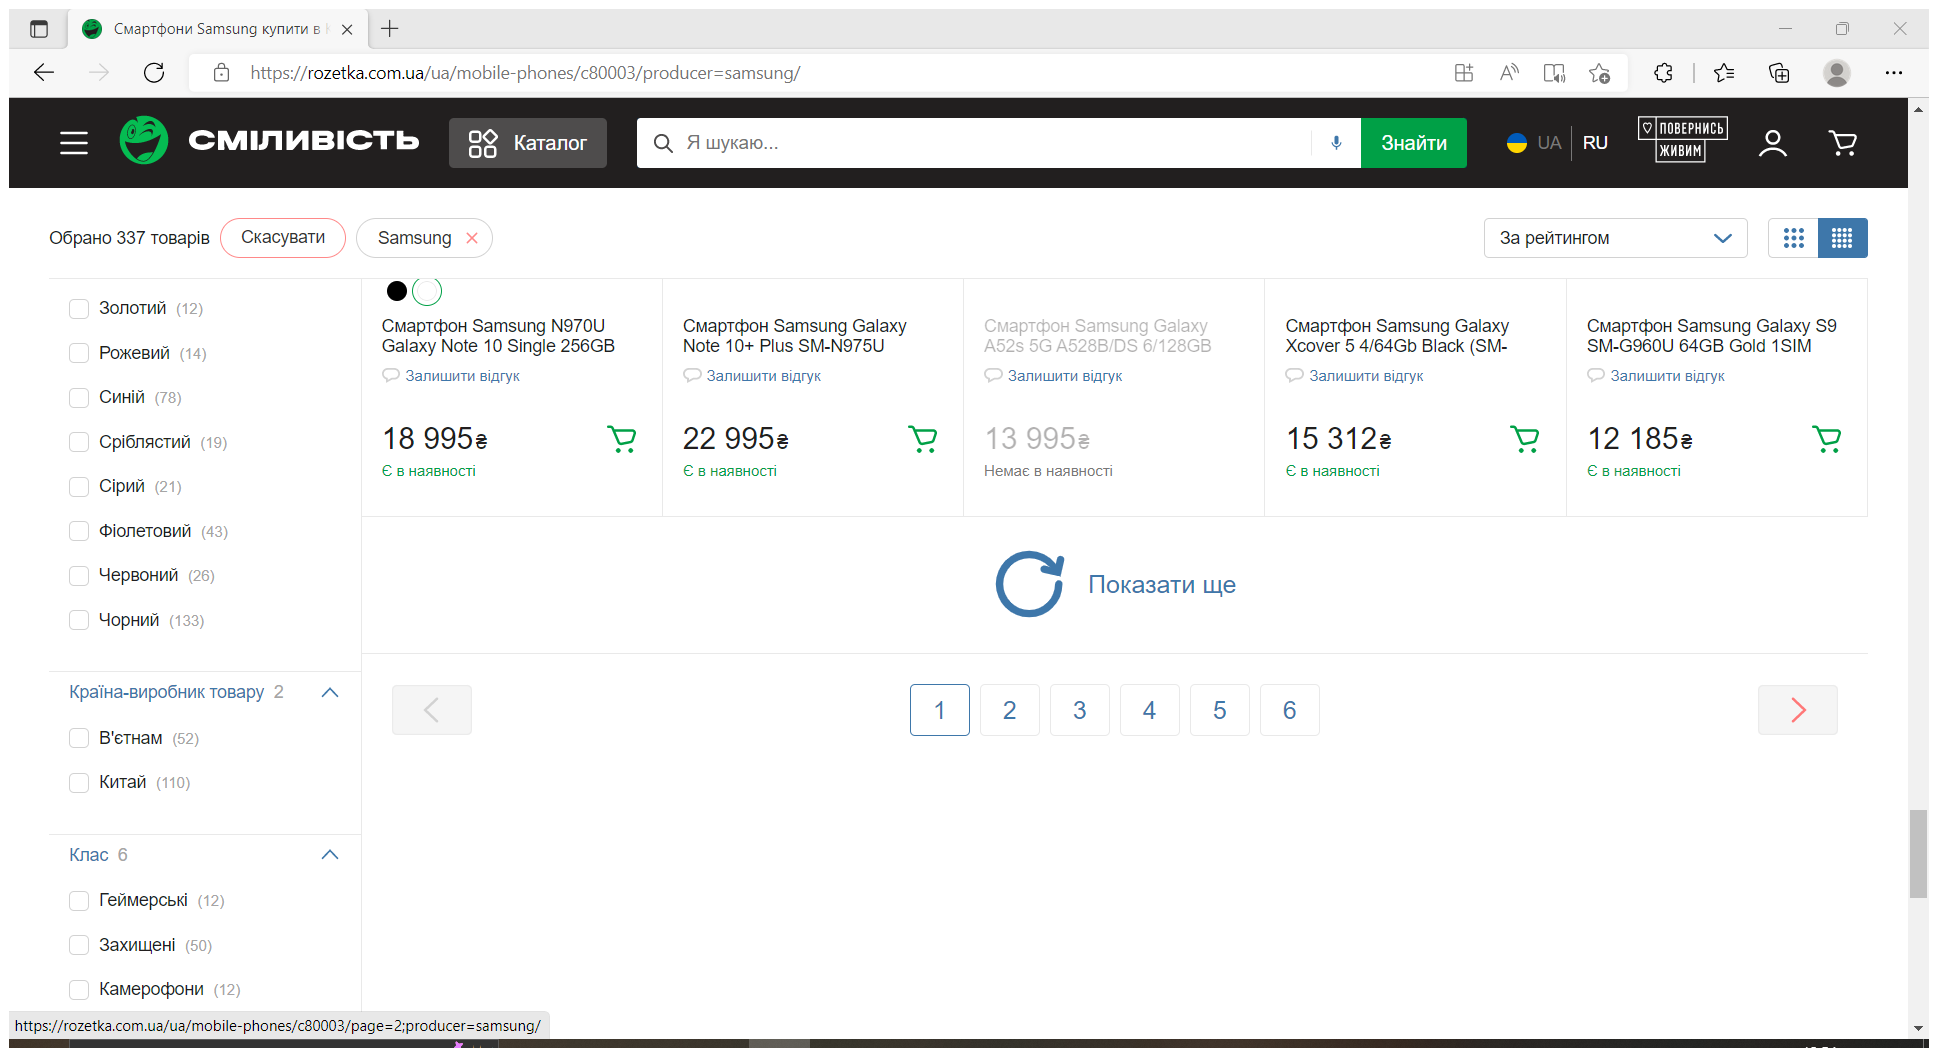 Смартфони Samsung купити в
https://rozetka.com.ua/ua/mobile-phones/c80003/producer=samsung/
СМІЛИВІСТЬ
Каталог
Я шукаю...
Знайти
UA
RU
ПОВЕРНИСЬ
ЖИВИМ
Обрано 337 товарів
Скасувати
Samsung
За рейтингом
Золотий (12)
Рожевий (14)
Синій (78)
Сріблястий (19)
Сірий (21)
Фіолетовий (43)
Червоний (26)
Чорний (133)
Країна-виробник товару 2
В'єтнам (52)
Китай (110)
Клас 6
Геймерські (12)
Захищені (50)
Камерофони (12)
Смартфон Samsung N970U
Galaxy Note 10 Single 256GB
Залишити відгук
18 995₴
Є в наявності
Смартфон Samsung Galaxy
Note 10+ Plus SM-N975U
Залишити відгук
22 995₴
Є в наявності
Смартфон Samsung Galaxy
A52s 5G A528B/DS 6/128GB
Залишити відгук
13 995₴
Немає в наявності
Смартфон Samsung Galaxy
Xcover 5 4/64Gb Black (SM-
Залишити відгук
15 312₴
Є в наявності
Смартфон Samsung Galaxy S9
SM-G960U 64GB Gold 1SIM
Залишити відгук
12 185₴
Є в наявності
Показати ще
1 2 3 4 5 6
https://rozetka.com.ua/ua/mobile-phones/c80003/page=2;producer=samsung/